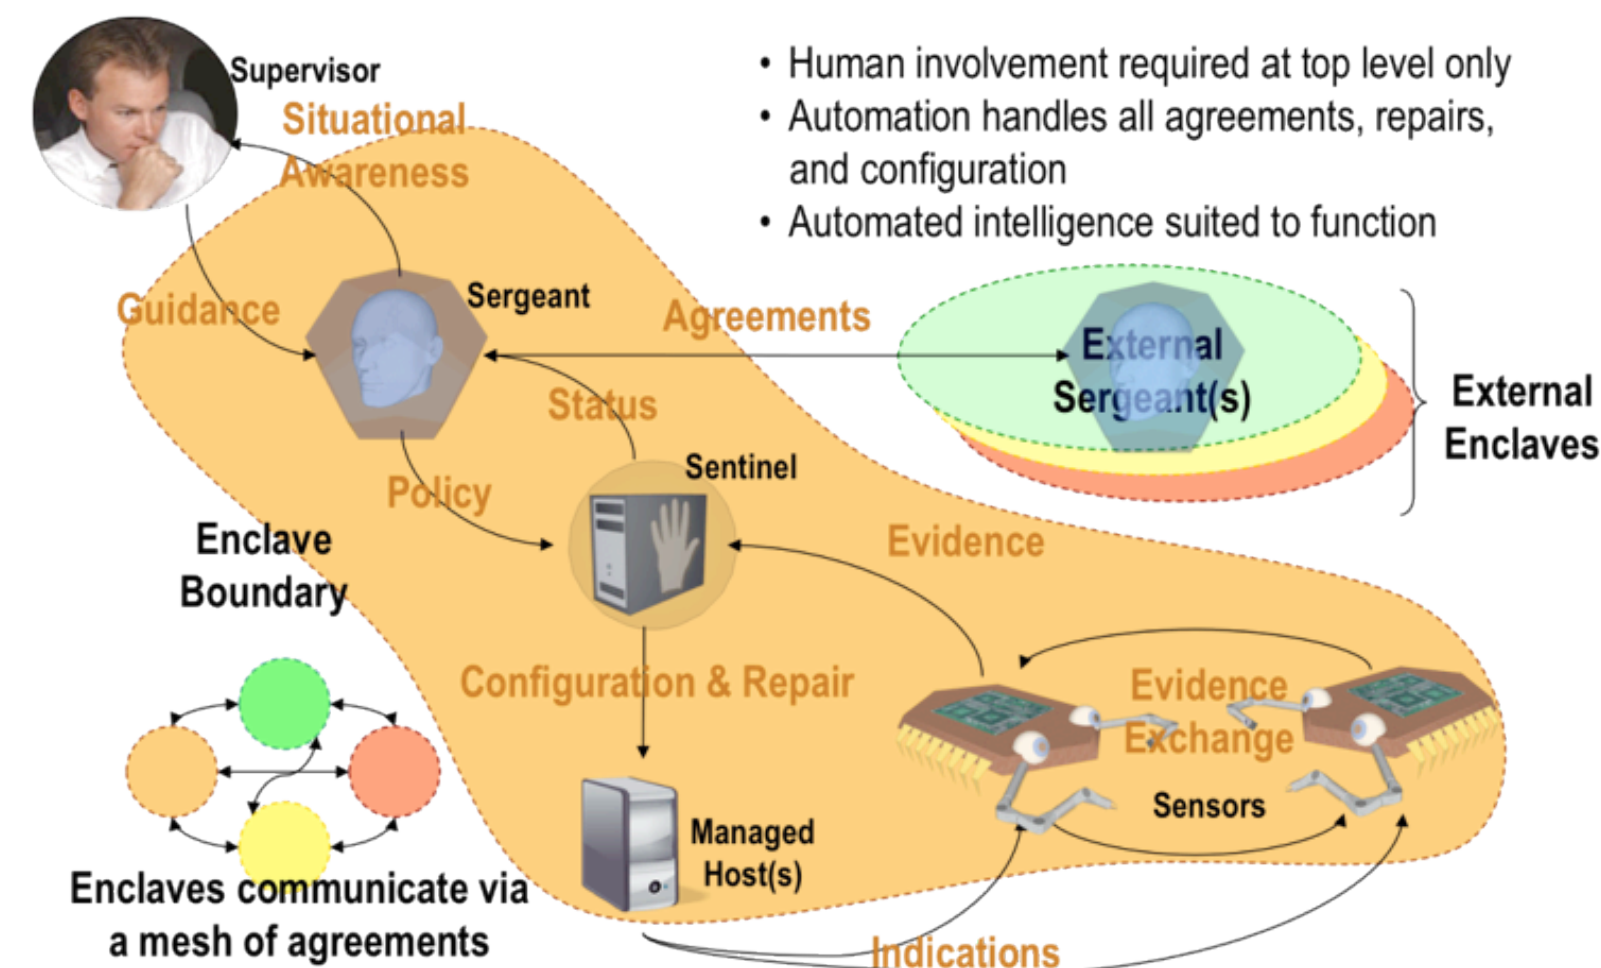 Supervisor
Situational
Awareness
• Human involvement required at top level only
• Automation handles all agreements, repairs,
and configuration
• Automated intelligence suited to function
Guidance
Sergeant
Agreements
External
Sergeant(s)
External
Enclaves
Status
Policy
Sentinel
Enclave
Boundary
Evidence
Configuration & Repair
Evidence
Exchange
Sensors
Managed
Host(s)
Enclaves communicate via
a mesh of agreements
Indications